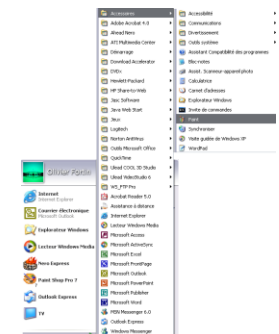 Accessoires
Adobe Acrobat 4.0
Ahead Nero
ATI Multimedia Center
Démarrage
Download Accelerator
DVDx
Hewlett-Packard
HP Share-to-Web
Jasc Software
Java Web Start
Jeux
Logitech
Norton AntiVirus
Outils Microsoft Office
QuickTime
Ulead COOL 3D Studio
Ulead VideoStudio 6
WS_FTP Pro
Acrobat Reader 5.0
Assistance à distance
Internet Explorer
Lecteur Windows Media
Microsoft Access
Microsoft ActiveSync
Microsoft Excel
Microsoft FrontPage
Microsoft Outlook
Microsoft PowerPoint
Microsoft Publisher
Microsoft Word
MSN Messenger 6.0
Outlook Express
Windows Messenger
Accessibilité
Communications
Divertissement
Outils système
Assistant Compatibilité des programmes
Bloc-notes
Assist. Scanneur-appareil photo
Calculatrice
Carnet d'adresses
Explorateur Windows
Invite de commandes
Paint
Synchroniser
Visite guidée de Windows XP
WordPad
Olivier Fortin
Internet
Internet Explorer
Courrier électronique
Microsoft Outlook
Explorateur Windows
Lecteur Windows Media
Nero Express
Paint Shop Pro 7
Outlook Express
TV